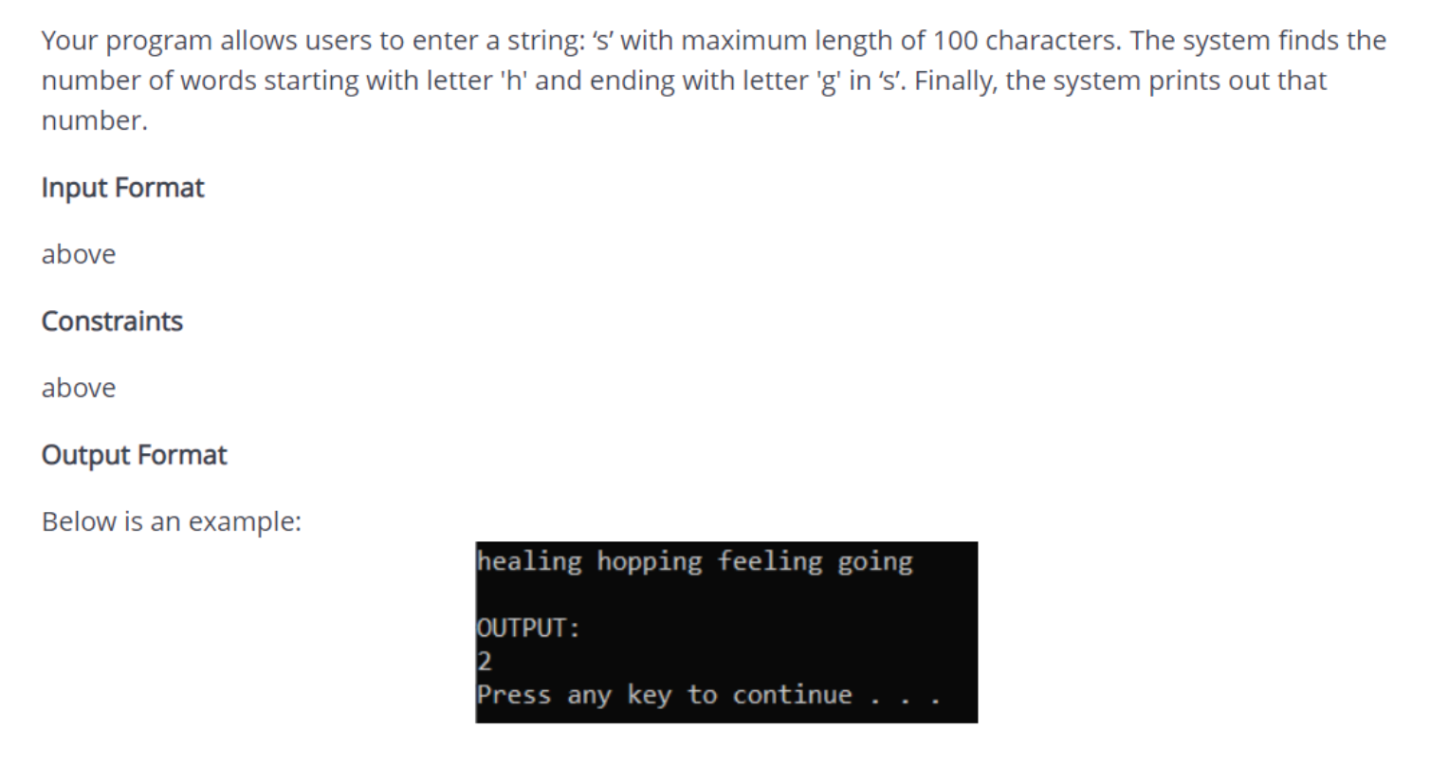 Your program allows users to enter a string: ‘s’ with maximum length of 100 characters. The system finds the
number of words starting with letter 'h' and ending with letter 'g' in ‘s’. Finally, the system prints out that
number.
Input Format
above
Constraints
above
Output Format
Below is an example:
healing hopping feeling going
OUTPUT:
2
Press any key to continue . . .